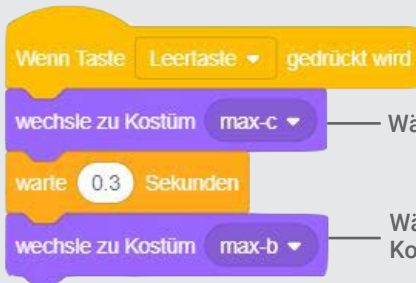 Wenn Taste Leertaste gedrückt wird
wechsle zu Kostüm max-c
warte 0.3 Sekunden
wechsle zu Kostüm max-b